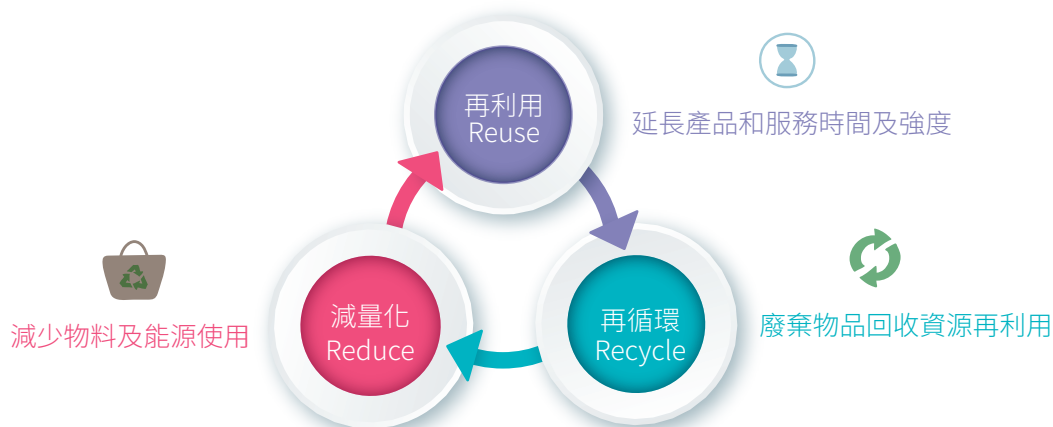 再利用
Reuse
延長產品和服務時間及強度
減量化
Reduce
減少物料及能源使用
再循環
Recycle
廢棄物品回收資源再利用